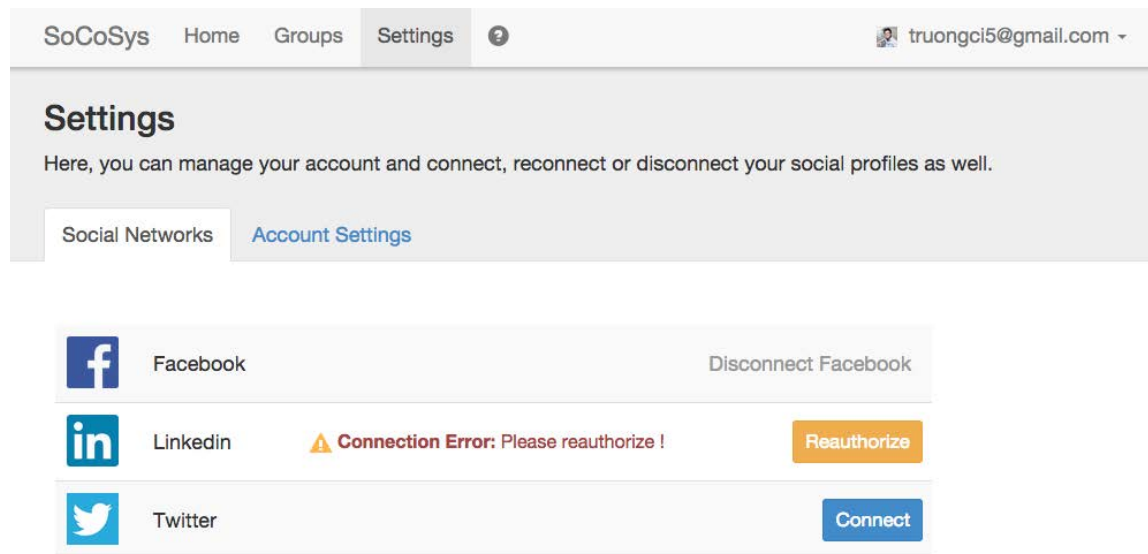 SoCoSys Home Groups Settings ? truongci5@gmail.com
Settings
Here, you can manage your account and connect, reconnect or disconnect your social profiles as well.
Social Networks Account Settings
f Facebook Disconnect Facebook
in Linkedin Connection Error: Please reauthorize ! Reauthorize
Twitter Connect